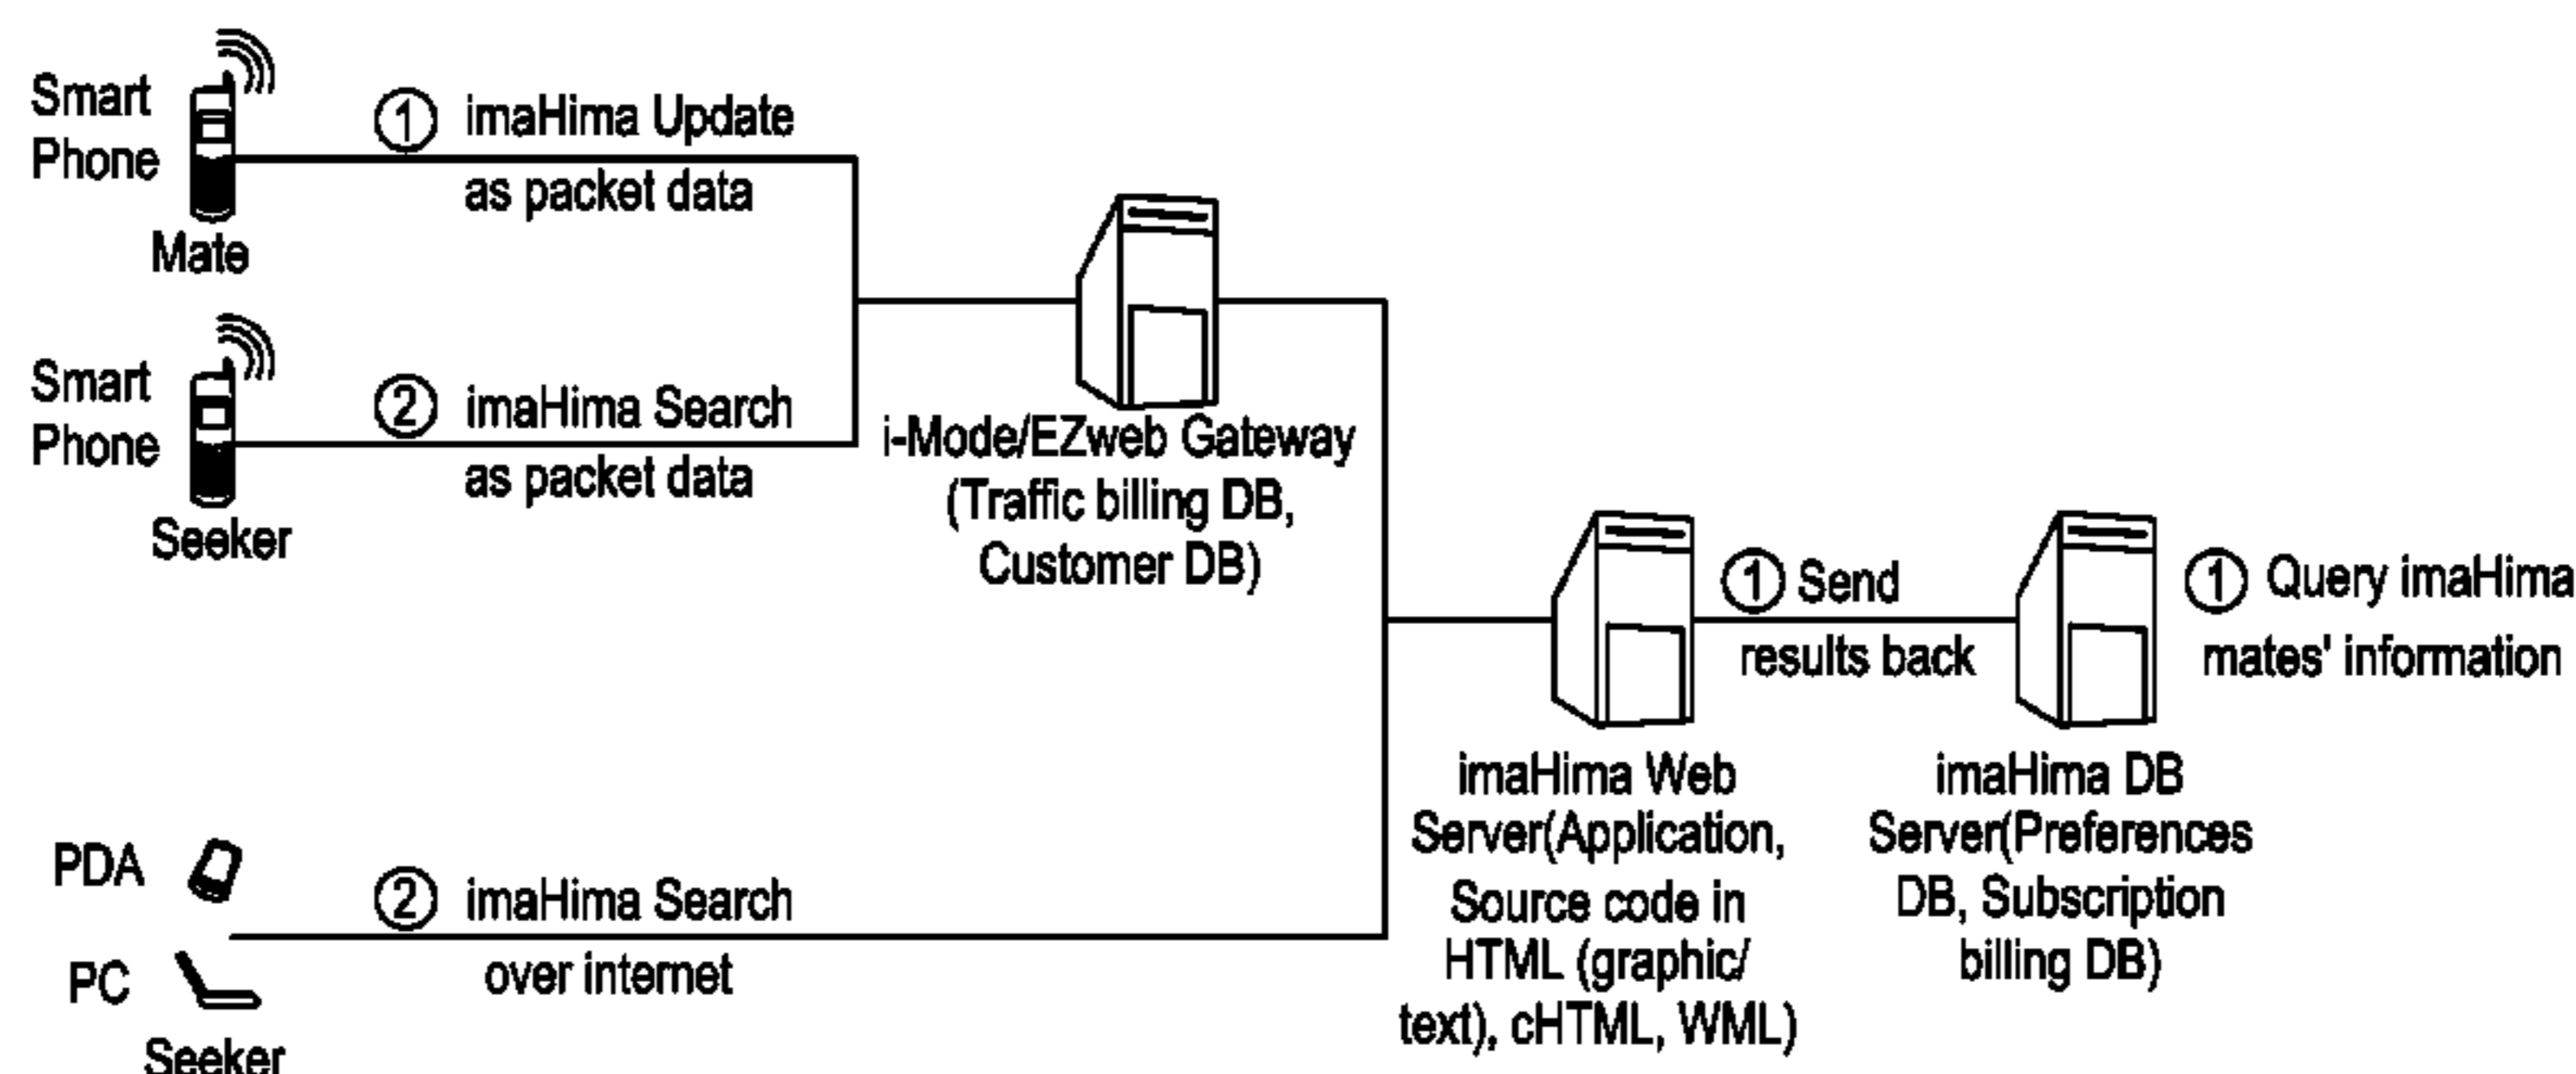 Smart
Phone
Mate
① imaHima Update
as packet data
Smart
Phone
Seeker
② imaHima Search
as packet data
i-Mode/EZweb Gateway
(Traffic billing DB,
Customer DB)
① Send
results back
① Query imaHima
mates' information
imaHima Web
Server(Application,
Source code in
HTML (graphic/
text), cHTML, WML)
imaHima DB
Server(Preferences
DB, Subscription
billing DB)
PDA
PC
Seeker
② imaHima Search
over internet